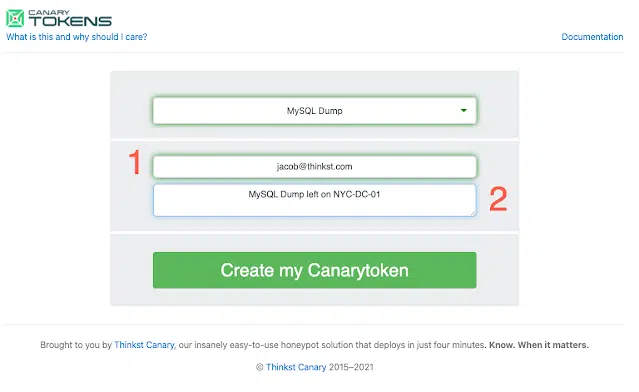 CANARY
TOKENS
What is this and why should I care?
Documentation
MySQL Dump
1
jacob@thinkst.com
MySQL Dump left on NYC-DC-01
2
Create my Canarytoken
Brought to you by Thinkst Canary, our insanely easy-to-use honeypot solution that deploys in just four minutes. Know. When it matters.
© Thinkst Canary 2015–2021